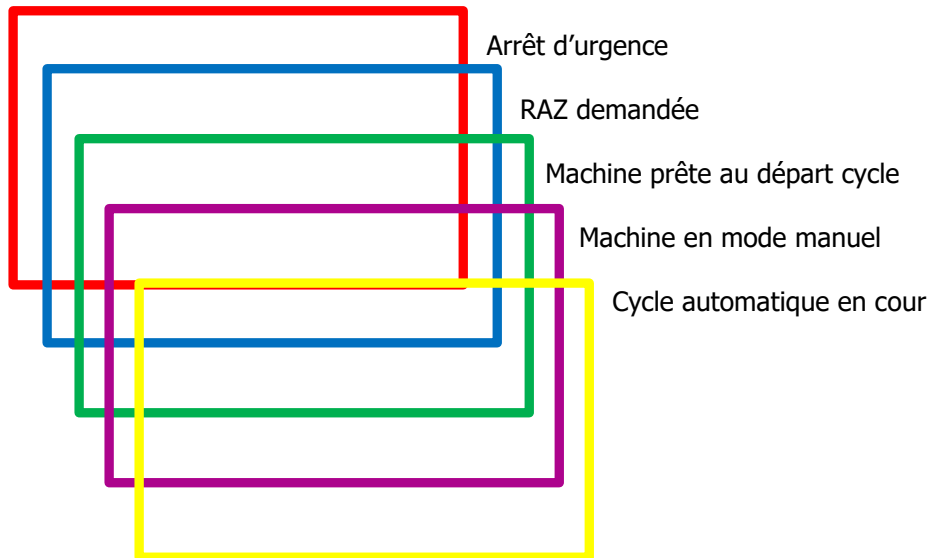 Arrêt d’urgence
RAZ demandée
Machine prête au départ cycle
Machine en mode manuel
Cycle automatique en cour